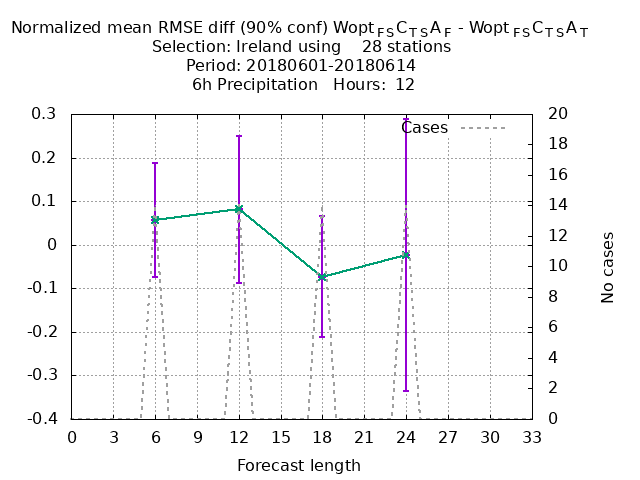 Normalized mean RMSE diff (90% conf) Wopt FS C TS A F - Wopt FS C TS A T
Selection: Ireland using 28 stations
Period: 20180601-20180614
6h Precipitation Hours: 12
Cases
0.3
0.2
0.1
0
-0.1
-0.2
-0.3
-0.4
20
18
16
14
12
10
8
6
4
2
0
No cases
0 3 6 9 12 15 18 21 24 27 30 33
Forecast length